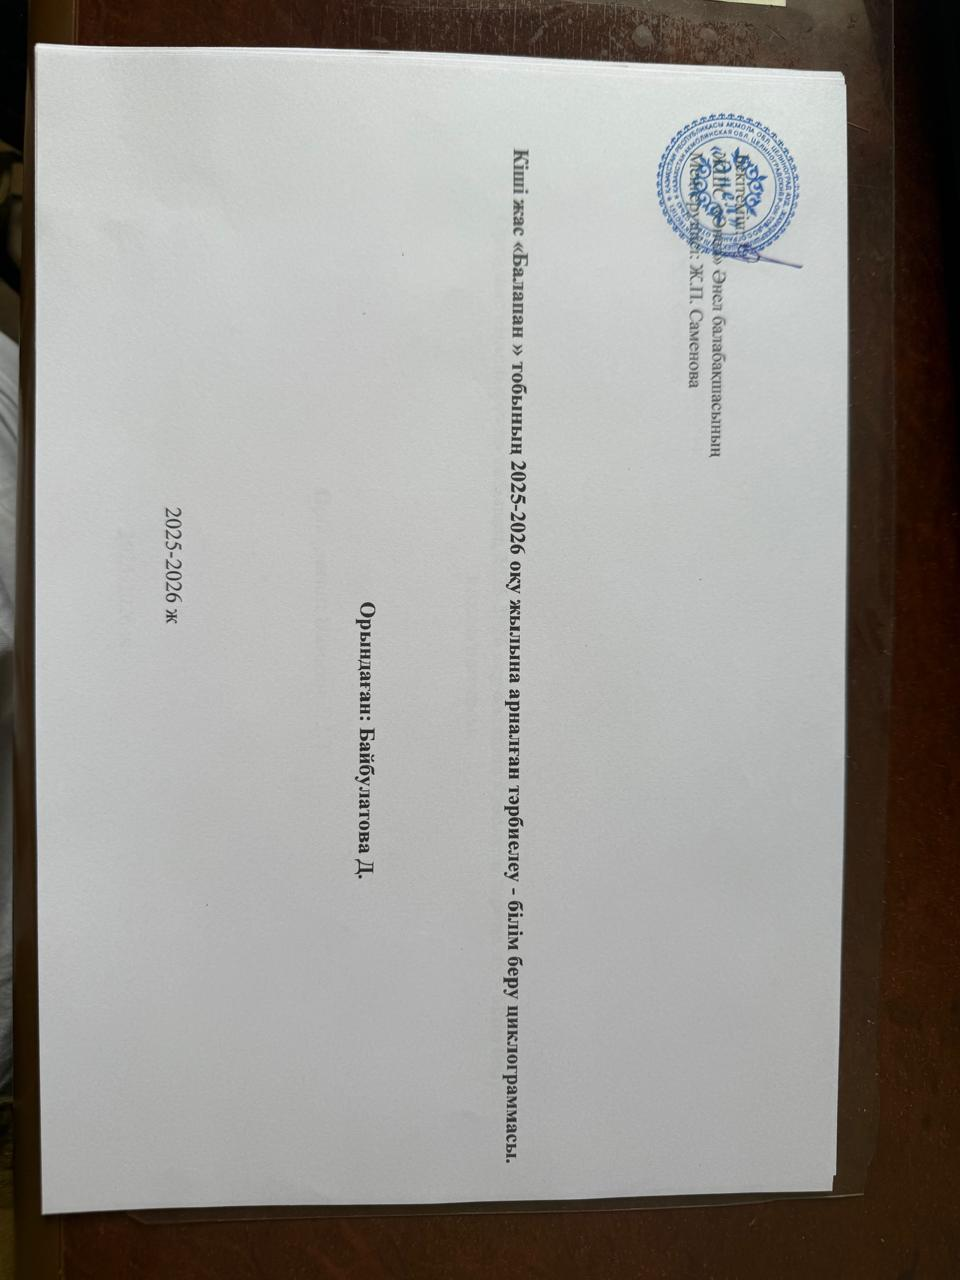 Бекітемін:
«Әнел» Әнел балабақшасының
Меңгерушісі: Ж.П. Саменова
Кіші жас «Балапан » тобының 2025-2026 оқу жылына арналған тәрбиелеу - білім беру циклограммасы.
Орындаған: Байбулатова Д.
2025-2026 ж